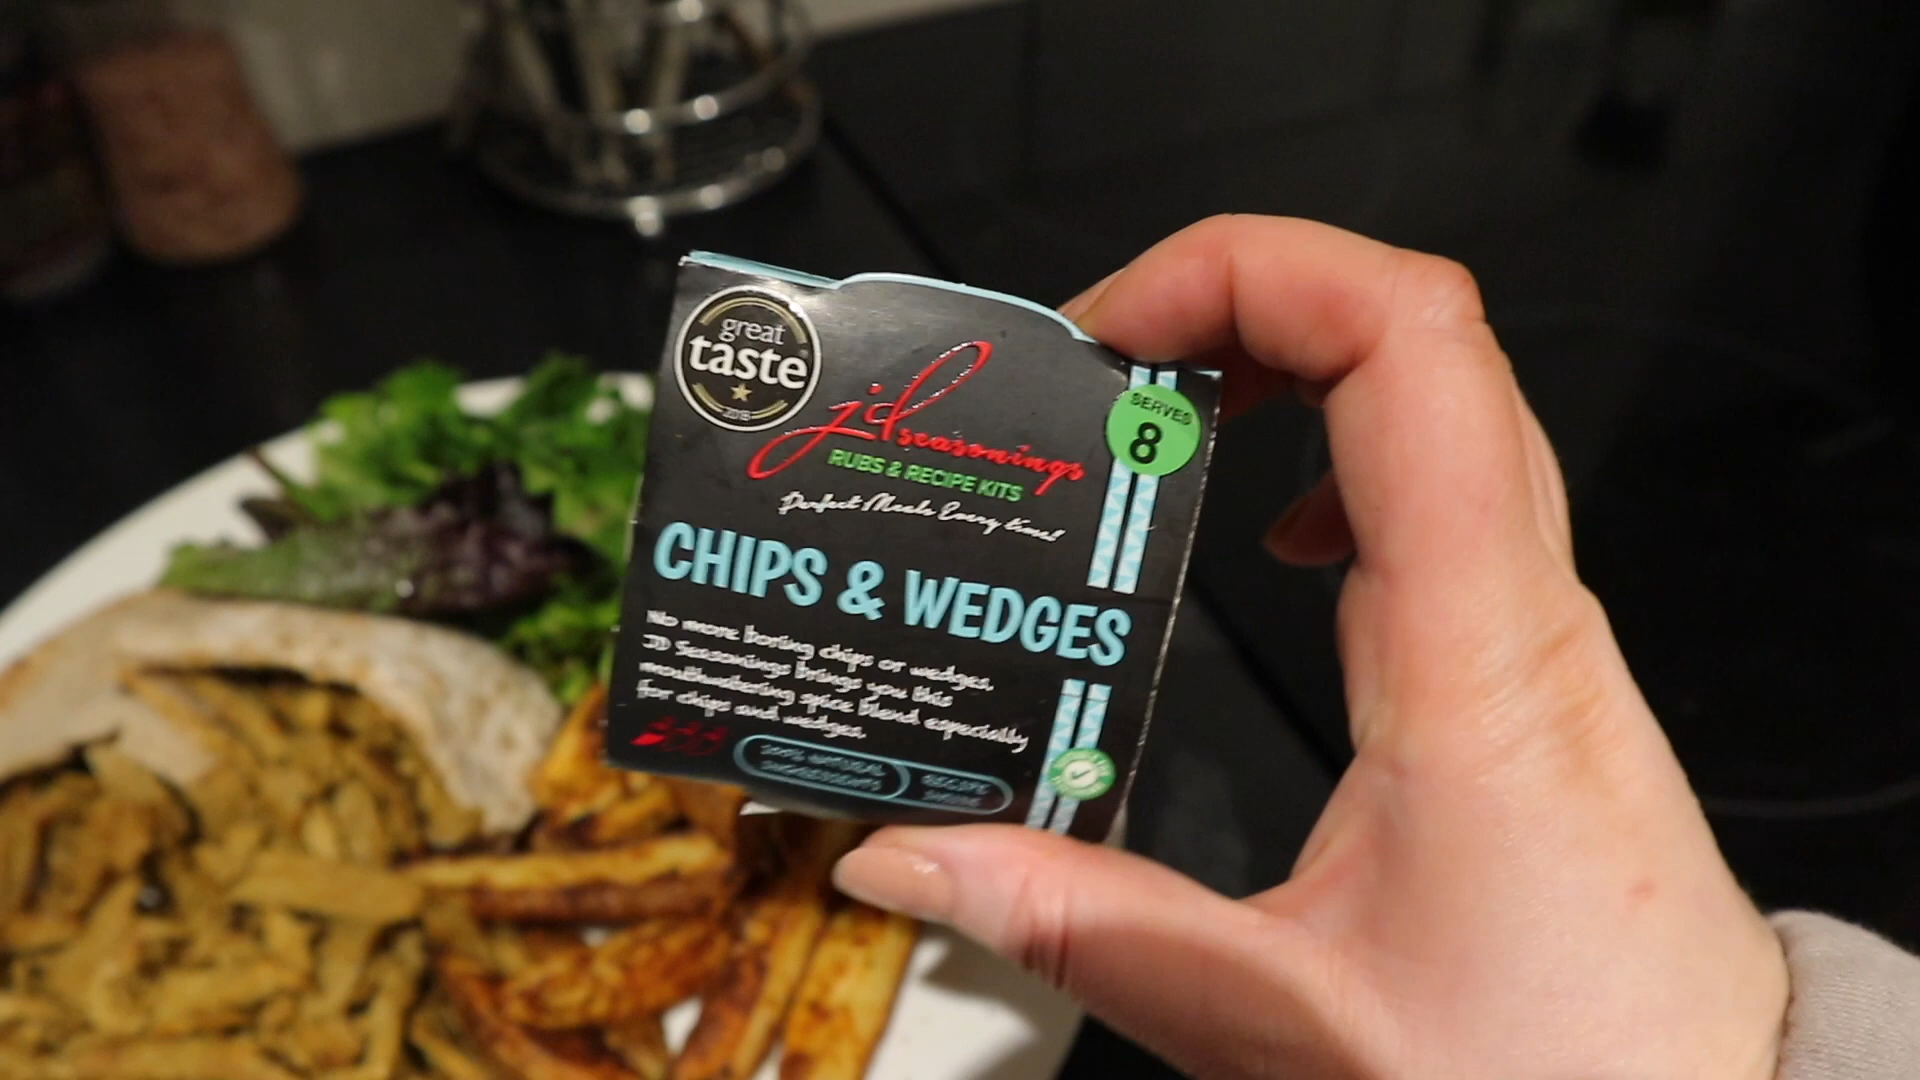 great
taste
jd seasonings
RUBS & RECIPE KITS
Perfect Meals Every time!
SERVES
8
CHIPS & WEDGES
No more boring chips or wedges.
JD Seasonings brings you this
mouthwatering spice blend especially
for chips and wedges.
100% NATURAL
INGREDIENTS
RECIPE
INSIDE